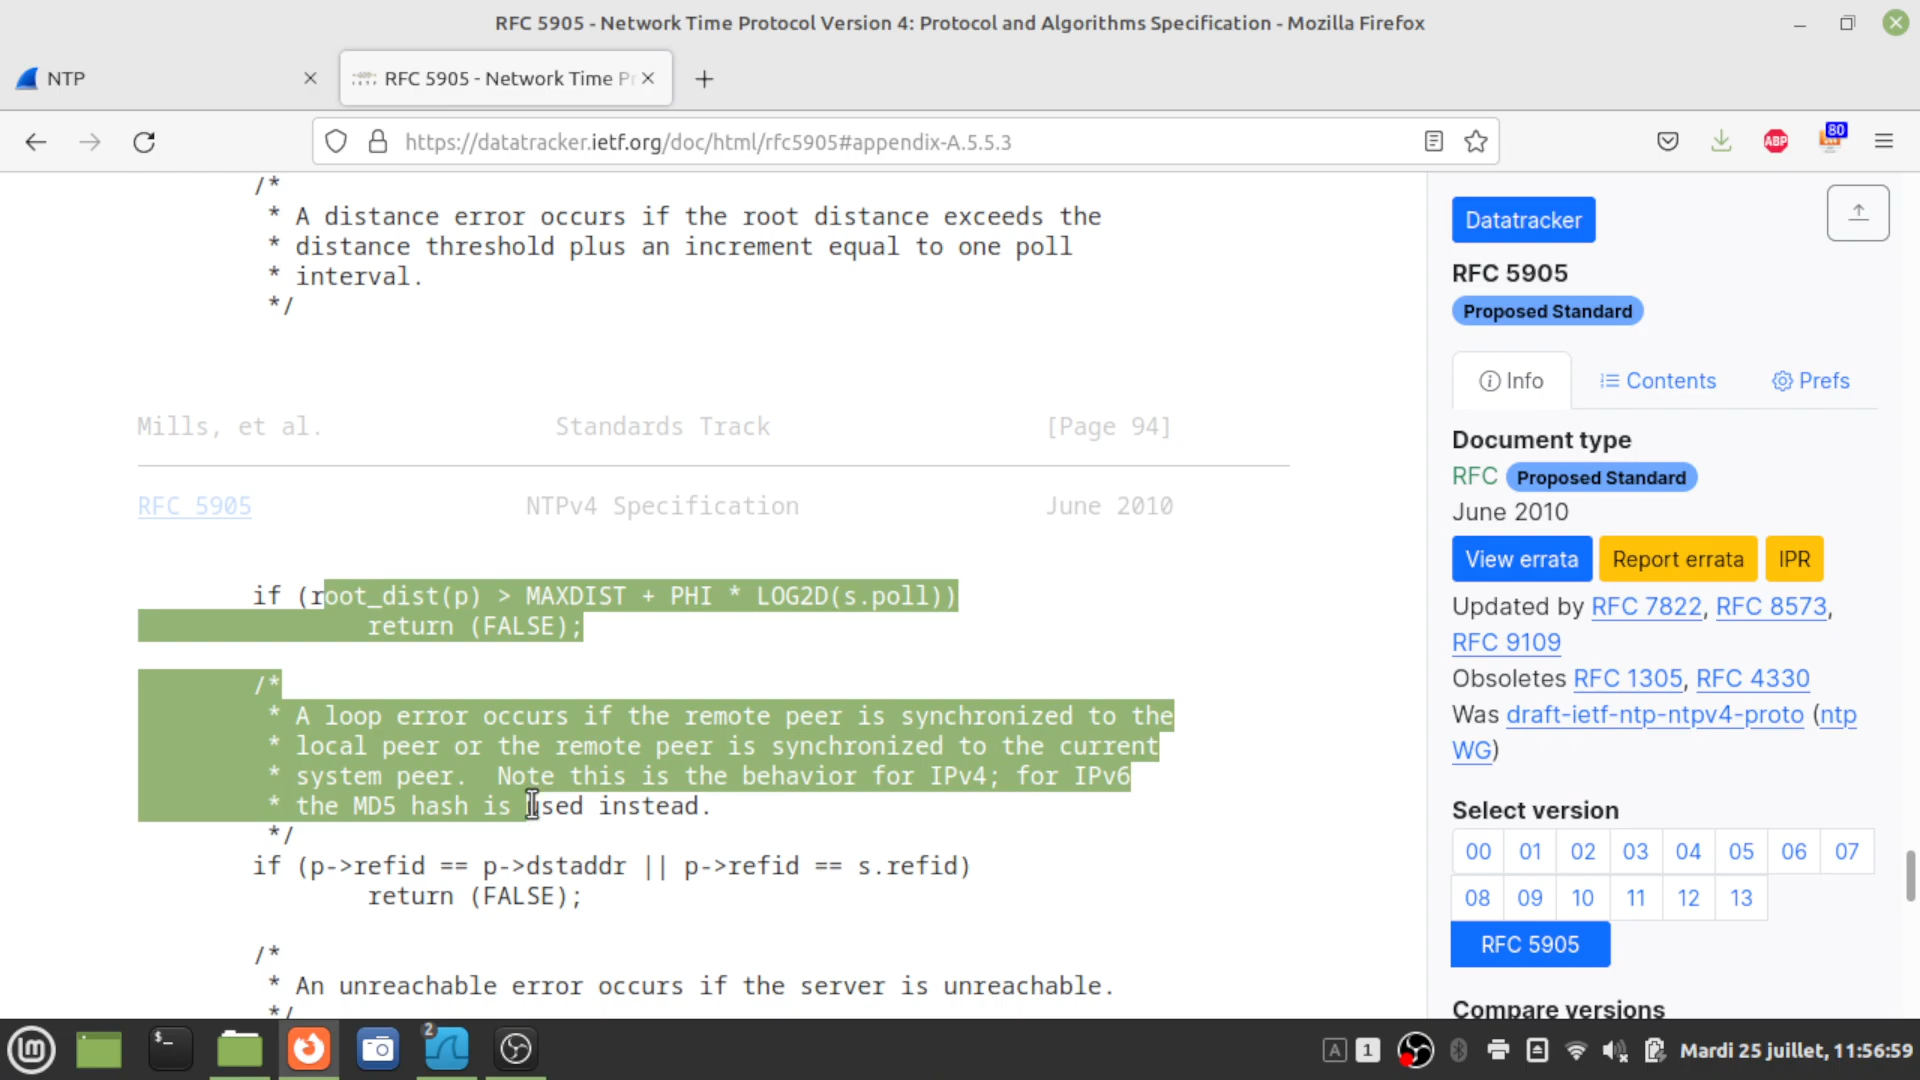 RFC 5905 - Network Time Protocol Version 4: Protocol and Algorithms Specification - Mozilla Firefox
NTP
RFC 5905 - Network Time Pr
https://datatracker.ietf.org/doc/html/rfc5905#appendix-A.5.5.3
ABP
80
/*
* A distance error occurs if the root distance exceeds the
* distance threshold plus an increment equal to one poll
* interval.
*/
Mills, et al. Standards Track [Page 94]
RFC 5905 NTPv4 Specification June 2010
if (root_dist(p) > MAXDIST + PHI * LOG2D(s.poll))
return (FALSE);
/*
* A loop error occurs if the remote peer is synchronized to the
* local peer or the remote peer is synchronized to the current
* system peer.  Note this is the behavior for IPv4; for IPv6
* the MD5 hash is used instead.
*/
if (p->refid == p->dstaddr || p->refid == s.refid)
return (FALSE);
/*
* An unreachable error occurs if the server is unreachable.
*/
Datatracker
RFC 5905
Proposed Standard
Info Contents Prefs
Document type
RFC Proposed Standard
June 2010
View errata Report errata IPR
Updated by RFC 7822, RFC 8573,
RFC 9109
Obsoletes RFC 1305, RFC 4330
Was draft-ietf-ntp-ntpv4-proto (ntp
WG)
Select version
00 01 02 03 04 05 06 07
08 09 10 11 12 13
RFC 5905
Compare versions
2
A 1 Mardi 25 juillet, 11:56:59